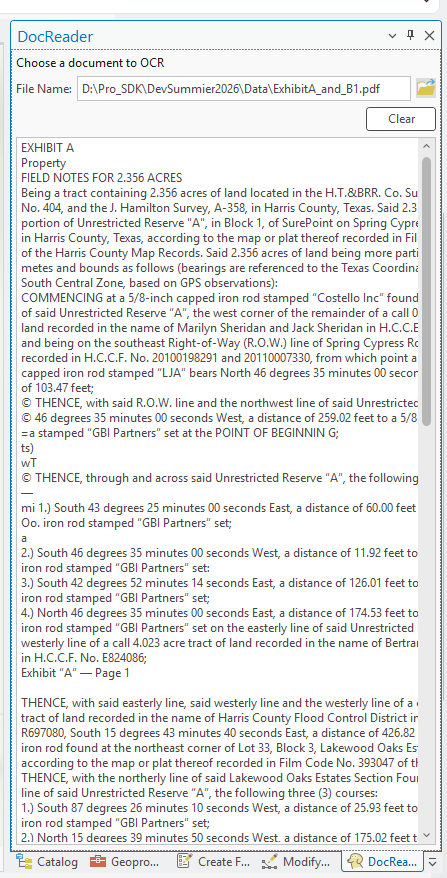 DocReader
Choose a document to OCR
File Name: D:\Pro_SDK\DevSummier2026\Data\ExhibitA_and_B1.pdf
Clear
EXHIBIT A
Property
FIELD NOTES FOR 2.356 ACRES
Being a tract containing 2.356 acres of land located in the H.T.&BRR. Co. Su
No. 404, and the J. Hamilton Survey, A-358, in Harris County, Texas. Said 2.3
portion of Unrestricted Reserve “A”, in Block 1, of SurePoint on Spring Cypre
in Harris County, Texas, according to the map or plat thereof recorded in Fil
of the Harris County Map Records. Said 2.356 acres of land being more parti
metes and bounds as follows (bearings are referenced to the Texas Coordina
South Central Zone, based on GPS observations):
COMMENCING at a 5/8-inch capped iron rod stamped “Costello Inc” found
of said Unrestricted Reserve “A”, the west corner of the remainder of a call 0
land recorded in the name of Marilyn Sheridan and Jack Sheridan in H.C.C.F
and being on the southeast Right-of-Way (R.O.W.) line of Spring Cypress Ro
recorded in H.C.C.F. No. 20100198291 and 20110007330, from which point a
capped iron rod stamped “LJA” bears North 46 degrees 35 minutes 00 secon
of 103.47 feet;
© THENCE, with said R.O.W. line and the northwest line of said Unrestricted
© 46 degrees 35 minutes 00 seconds West, a distance of 259.02 feet to a 5/8
=a stamped “GBI Partners” set at the POINT OF BEGINNIN G;
ts)
wT
© THENCE, through and across said Unrestricted Reserve “A”, the following
—
mi 1.) South 43 degrees 25 minutes 00 seconds East, a distance of 60.00 feet
Oo. iron rod stamped “GBI Partners” set;
a
2.) South 46 degrees 35 minutes 00 seconds West, a distance of 11.92 feet to
iron rod stamped “GBI Partners” set:
3.) South 42 degrees 52 minutes 14 seconds East, a distance of 126.01 feet to
iron rod stamped “GBI Partners” set;
4.) North 46 degrees 35 minutes 00 seconds East, a distance of 174.53 feet to
iron rod stamped “GBI Partners” set on the easterly line of said Unrestricted
westerly line of a call 4.023 acre tract of land recorded in the name of Bertrar
in H.C.C.F. No. E824086;
Exhibit “A” — Page 1
THENCE, with said easterly line, said westerly line and the westerly line of a
tract of land recorded in the name of Harris County Flood Control District in
R697080, South 15 degrees 43 minutes 40 seconds East, a distance of 426.82
iron rod found at the northeast corner of Lot 33, Block 3, Lakewood Oaks Est
according to the map or plat thereof recorded in Film Code No. 393047 of th
THENCE, with the northerly line of said Lakewood Oaks Estates Section Four
line of said Unrestricted Reserve “A”, the following three (3) courses:
1.) South 87 degrees 26 minutes 10 seconds West, a distance of 25.93 feet to
iron rod stamped “GBI Partners” set;
2.) North 15 degrees 39 minutes 50 seconds West, a distance of 175.02 feet t
Catalog Geopro... Create F... Modify... DocRea...